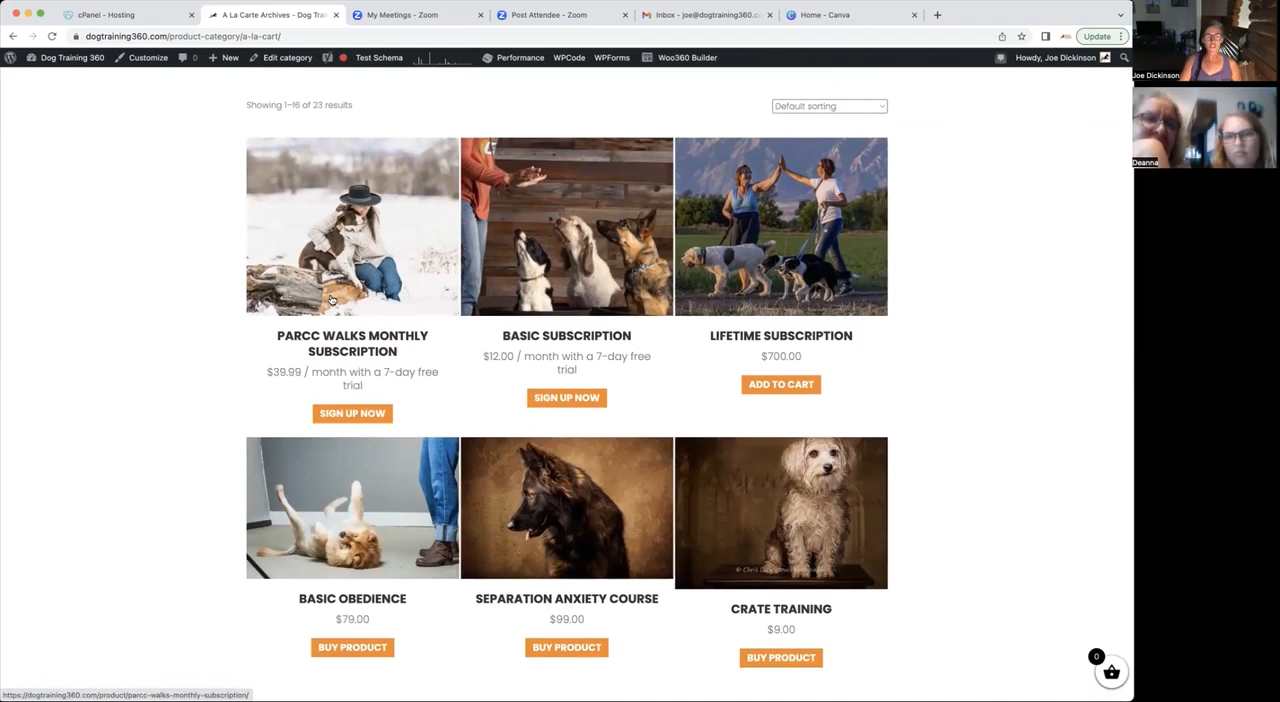 cPanel - Hosting
A La Carte Archives - Dog Trai
My Meetings - Zoom
Post Attendee - Zoom
Inbox - joe@dogtraining360.co
Home - Canva
dogtraining360.com/product-category/a-la-cart/
Update
Dog Training 360
Customize
0
New
Edit category
Test Schema
Performance
WPCode
WPForms
Woo360 Builder
Howdy, Joe Dickinson
Joe Dickinson
Deanna
Showing 1–16 of 23 results
Default sorting
PARCC WALKS MONTHLY
SUBSCRIPTION
$39.99 / month with a 7-day free
trial
SIGN UP NOW
BASIC SUBSCRIPTION
$12.00 / month with a 7-day free
trial
SIGN UP NOW
LIFETIME SUBSCRIPTION
$700.00
ADD TO CART
BASIC OBEDIENCE
$79.00
BUY PRODUCT
SEPARATION ANXIETY COURSE
$99.00
BUY PRODUCT
CRATE TRAINING
$9.00
BUY PRODUCT
0
https://dogtraining360.com/product/parcc-walks-monthly-subscription/